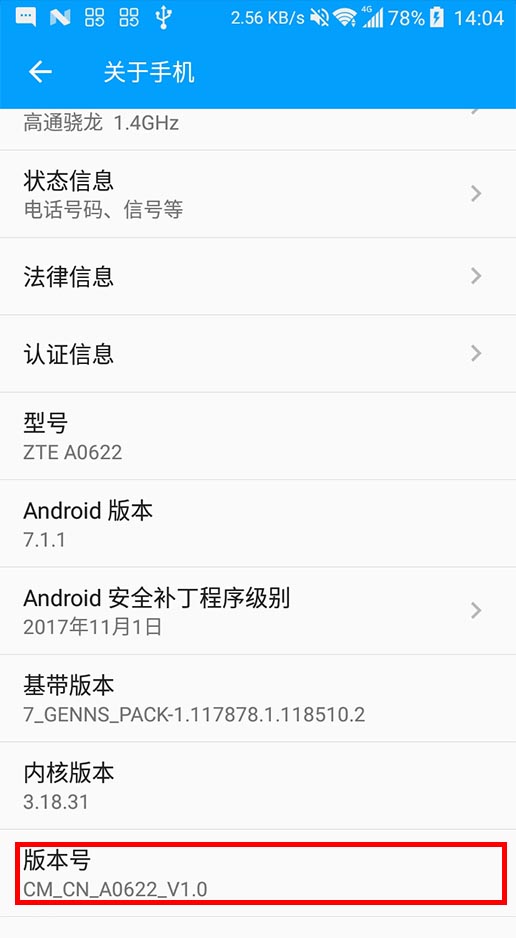 2.56 KB/s 4G 78% 14:04
关于手机
高通骁龙 1.4GHz
状态信息
电话号码、信号等
法律信息
认证信息
型号
ZTE A0622
Android 版本
7.1.1
Android 安全补丁程序级别
2017年11月1日
基带版本
7_GENNS_PACK-1.117878.1.118510.2
内核版本
3.18.31
版本号
CM_CN_A0622_V1.0